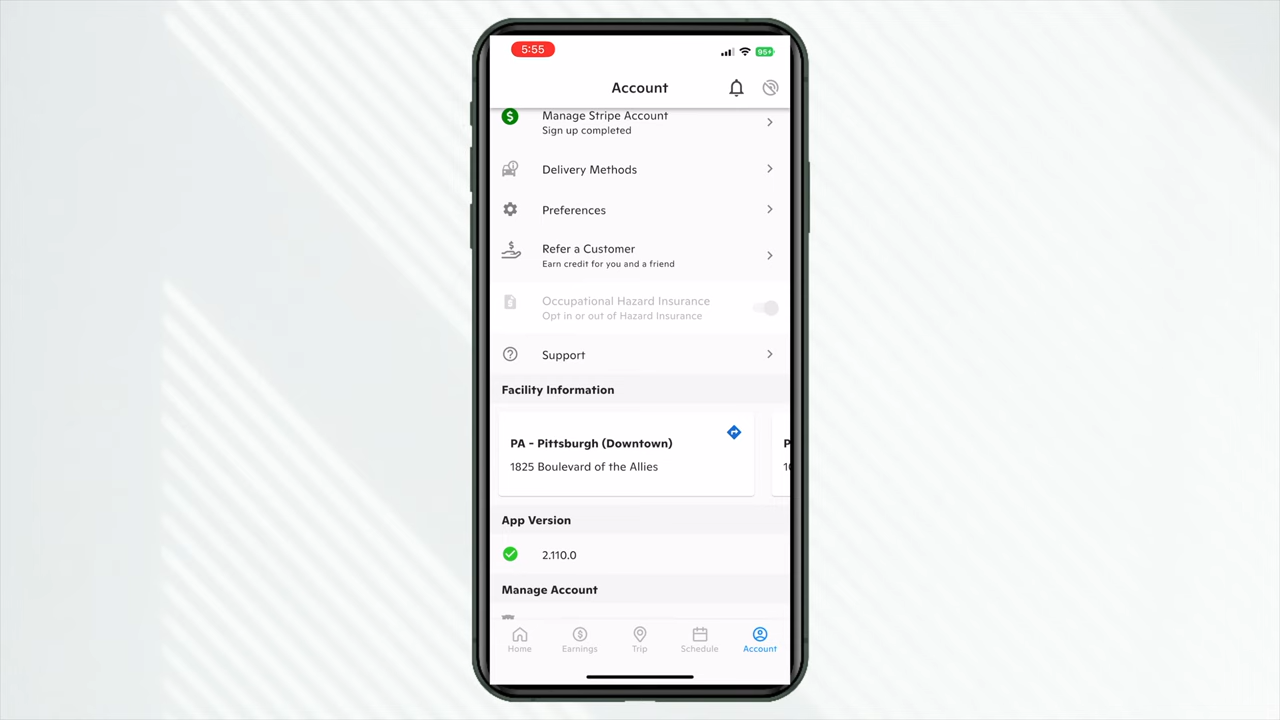 5:55
95+
Account
Manage Stripe Account
Sign up completed
Delivery Methods
Preferences
Refer a Customer
Earn credit for you and a friend
Occupational Hazard Insurance
Opt in or out of Hazard Insurance
Support
Facility Information
PA - Pittsburgh (Downtown)
1825 Boulevard of the Allies
P
10
App Version
2.110.0
Manage Account
Home
Earnings
Trip
Schedule
Account